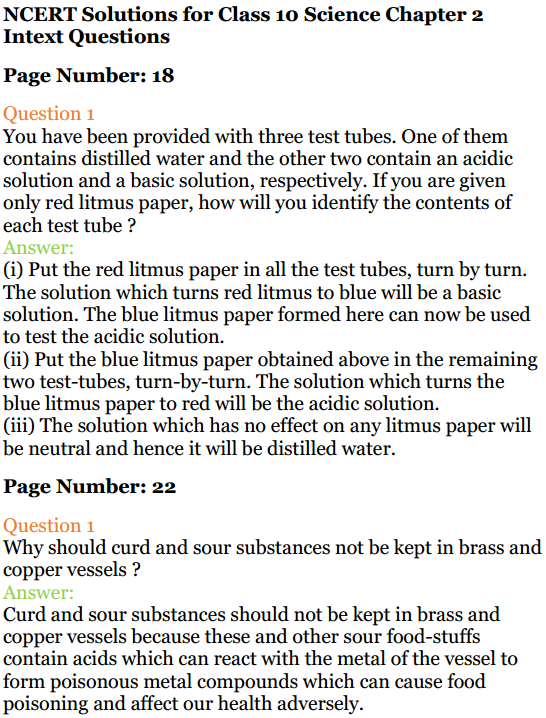 NCERT Solutions for Class 10 Science Chapter 2
Intext Questions
Page Number: 18
Question 1
You have been provided with three test tubes. One of them
contains distilled water and the other two contain an acidic
solution and a basic solution, respectively. If you are given
only red litmus paper, how will you identify the contents of
each test tube ?
Answer:
(i) Put the red litmus paper in all the test tubes, turn by turn.
The solution which turns red litmus to blue will be a basic
solution. The blue litmus paper formed here can now be used
to test the acidic solution.
(ii) Put the blue litmus paper obtained above in the remaining
two test-tubes, turn-by-turn. The solution which turns the
blue litmus paper to red will be the acidic solution.
(iii) The solution which has no effect on any litmus paper will
be neutral and hence it will be distilled water.
Page Number: 22
Question 1
Why should curd and sour substances not be kept in brass and
copper vessels ?
Answer:
Curd and sour substances should not be kept in brass and
copper vessels because these and other sour food-stuffs
contain acids which can react with the metal of the vessel to
form poisonous metal compounds which can cause food
poisoning and affect our health adversely.